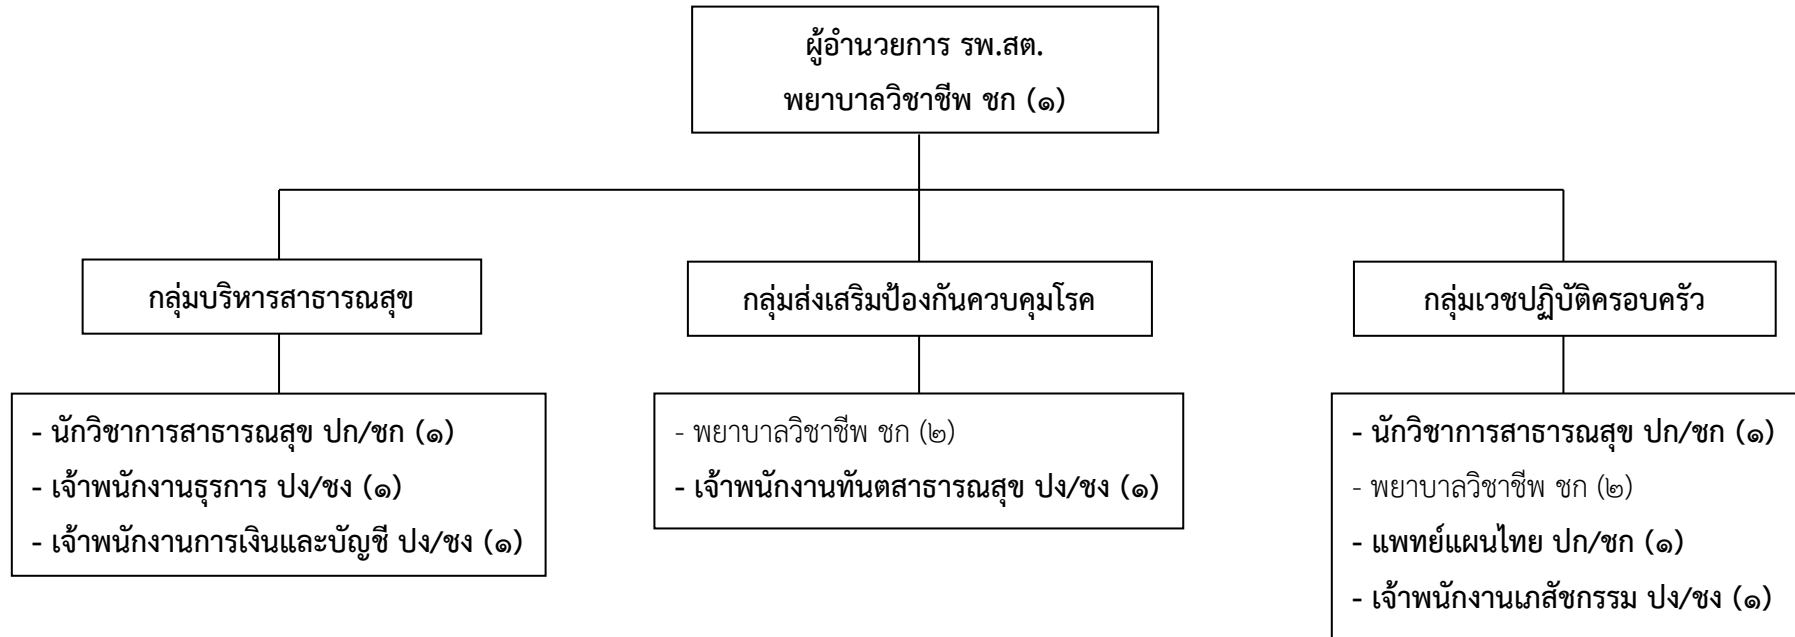 ผู้อำนวยการ รพ.สต.
พยาบาลวิชาชีพ ชก (๑)
กลุ่มบริหารสาธารณสุข
กลุ่มส่งเสริมป้องกันควบคุมโรค
กลุ่มเวชปฏิบัติครอบครัว
- นักวิชาการสาธารณสุข ปก/ชก (๑)
- เจ้าพนักงานธุรการ ปง/ชง (๑)
- เจ้าพนักงานการเงินและบัญชี ปง/ชง (๑)
- พยาบาลวิชาชีพ ชก (๒)
- เจ้าพนักงานทันตสาธารณสุข ปง/ชง (๑)
- นักวิชาการสาธารณสุข ปก/ชก (๑)
- พยาบาลวิชาชีพ ชก (๒)
- แพทย์แผนไทย ปก/ชก (๑)
- เจ้าพนักงานเภสัชกรรม ปง/ชง (๑)